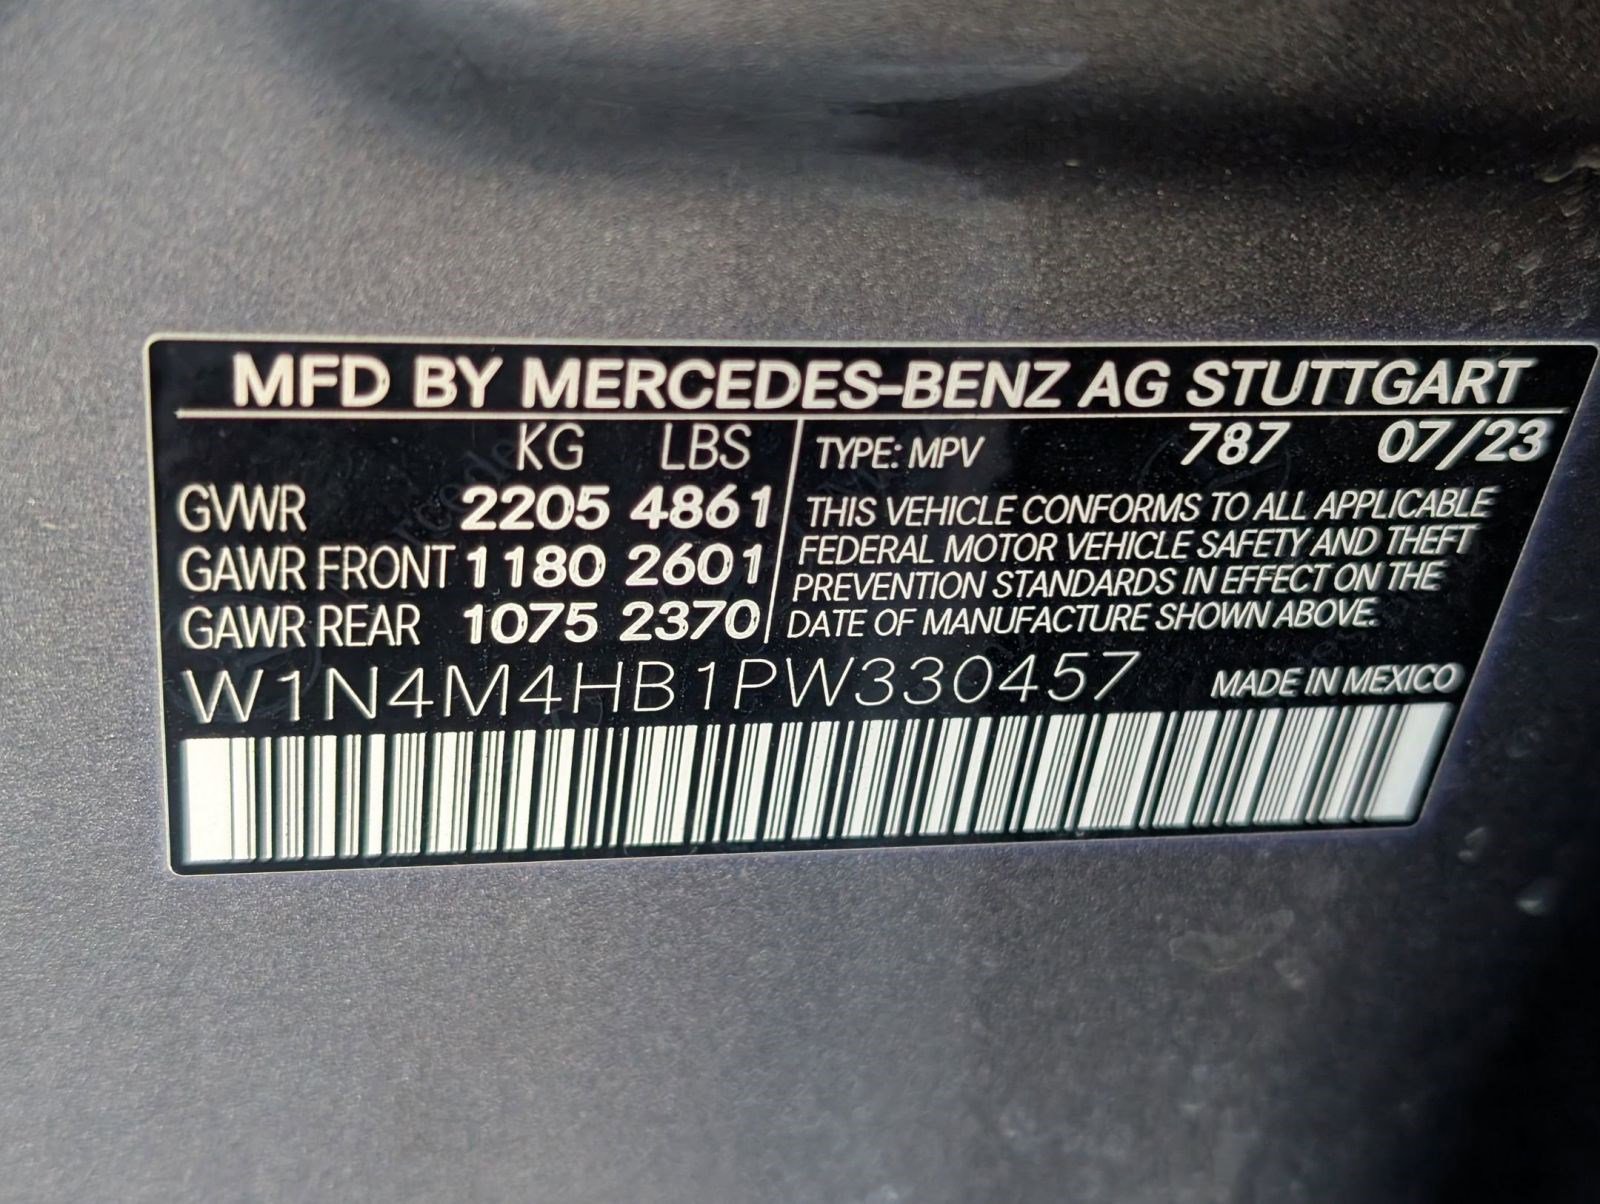 MFD BY MERCEDES-BENZ AG STUTTGART
KG LBS
GVWR 2205 4861
GAWR FRONT 1180 2601
GAWR REAR 1075 2370
TYPE: MPV 787 07/23
THIS VEHICLE CONFORMS TO ALL APPLICABLE
FEDERAL MOTOR VEHICLE SAFETY AND THEFT
PREVENTION STANDARDS IN EFFECT ON THE
DATE OF MANUFACTURE SHOWN ABOVE.
W1N4M4HB1PW330457 MADE IN MEXICO